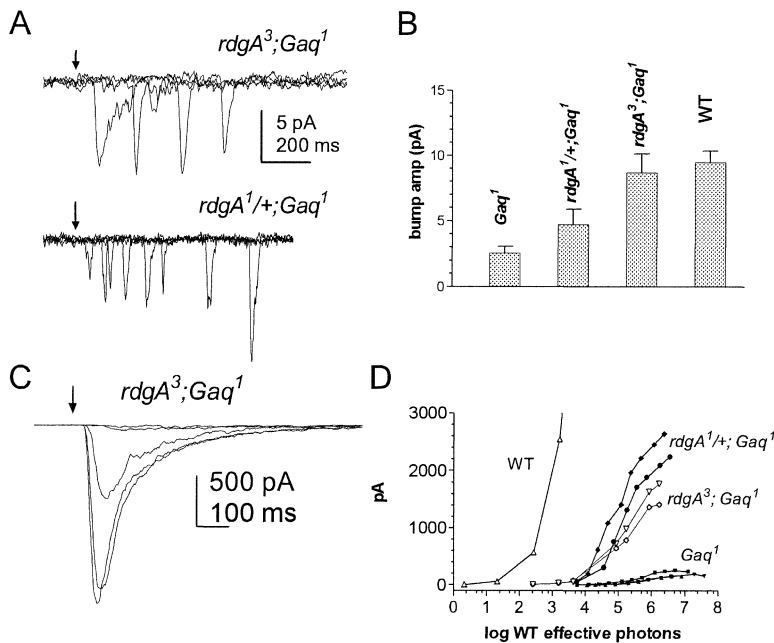 A
rdgA3;Gaq1
5 pA
200 ms
rdgA1/+;Gaq1
B
bump amp (pA)
15
10
5
0
Gaq1
rdgA1/+;Gaq1
rdgA3;Gaq1
WT
C
rdgA3;Gaq1
500 pA
100 ms
D
pA
3000
2000
1000
0
WT
rdgA1/+; Gaq1
rdgA3; Gaq1
Gaq1
0 1 2 3 4 5 6 7 8
log WT effective photons